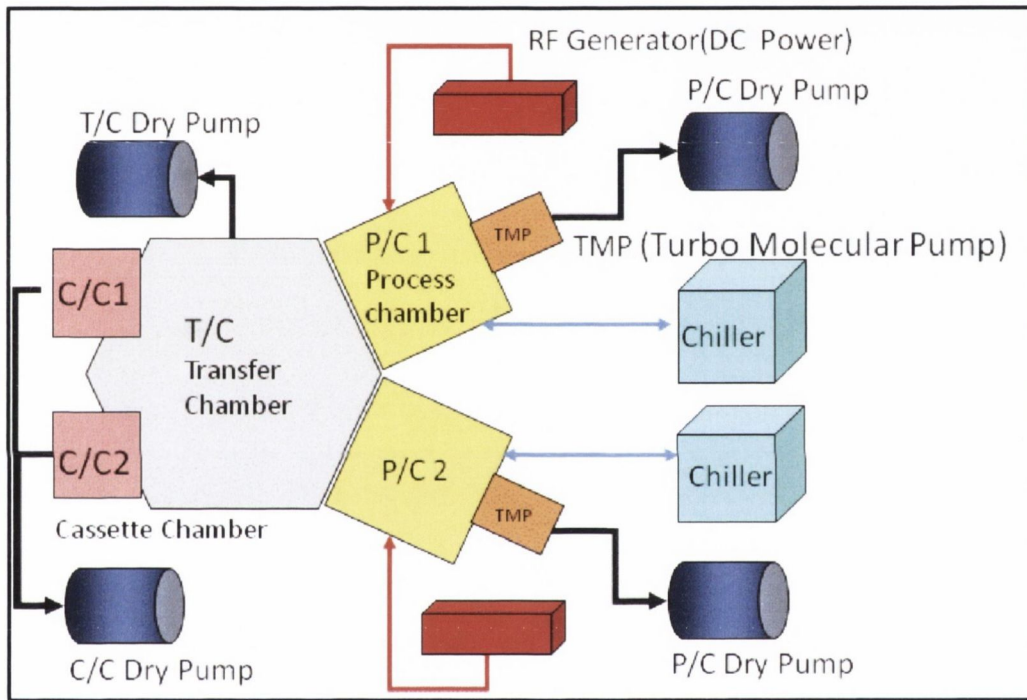 RF Generator(DC Power)
P/C Dry Pump
T/C Dry Pump
P/C 1
Process
chamber
TMP
TMP (Turbo Molecular Pump)
C/C1
T/C
Transfer
Chamber
Chiller
C/C2
P/C 2
Chiller
TMP
Cassette Chamber
C/C Dry Pump
P/C Dry Pump